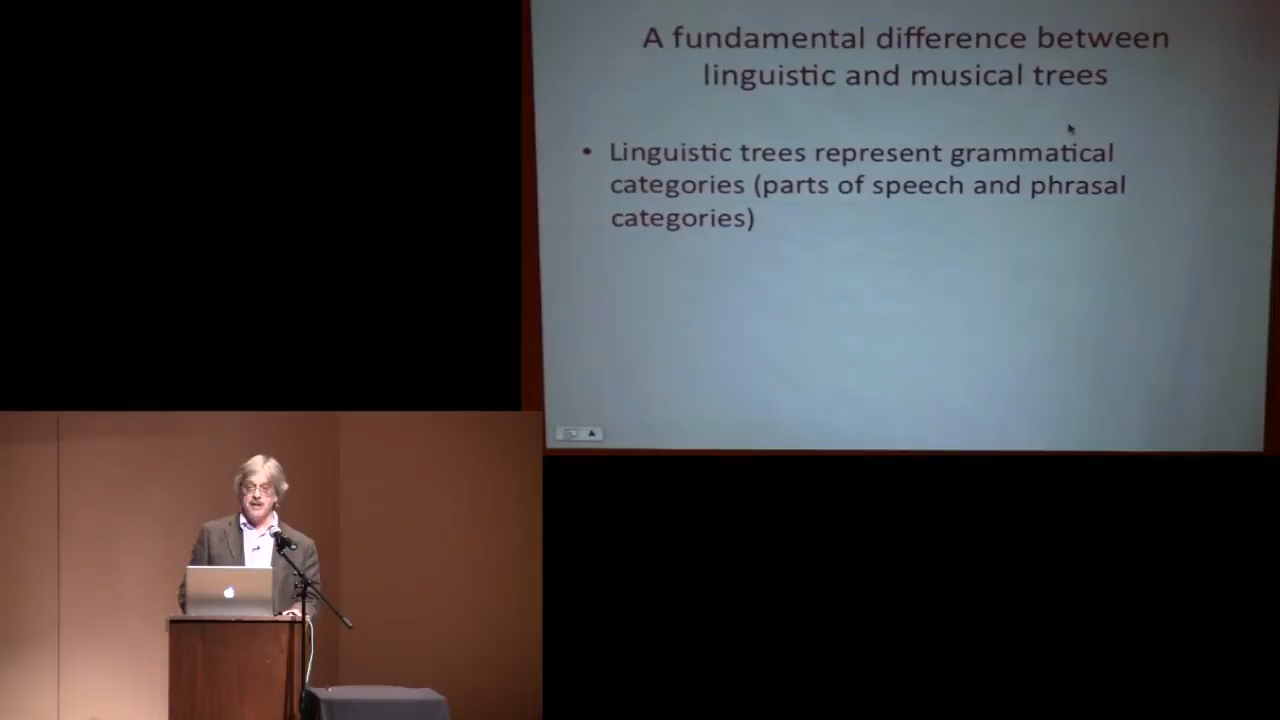 A fundamental difference between
linguistic and musical trees
• Linguistic trees represent grammatical
categories (parts of speech and phrasal
categories)